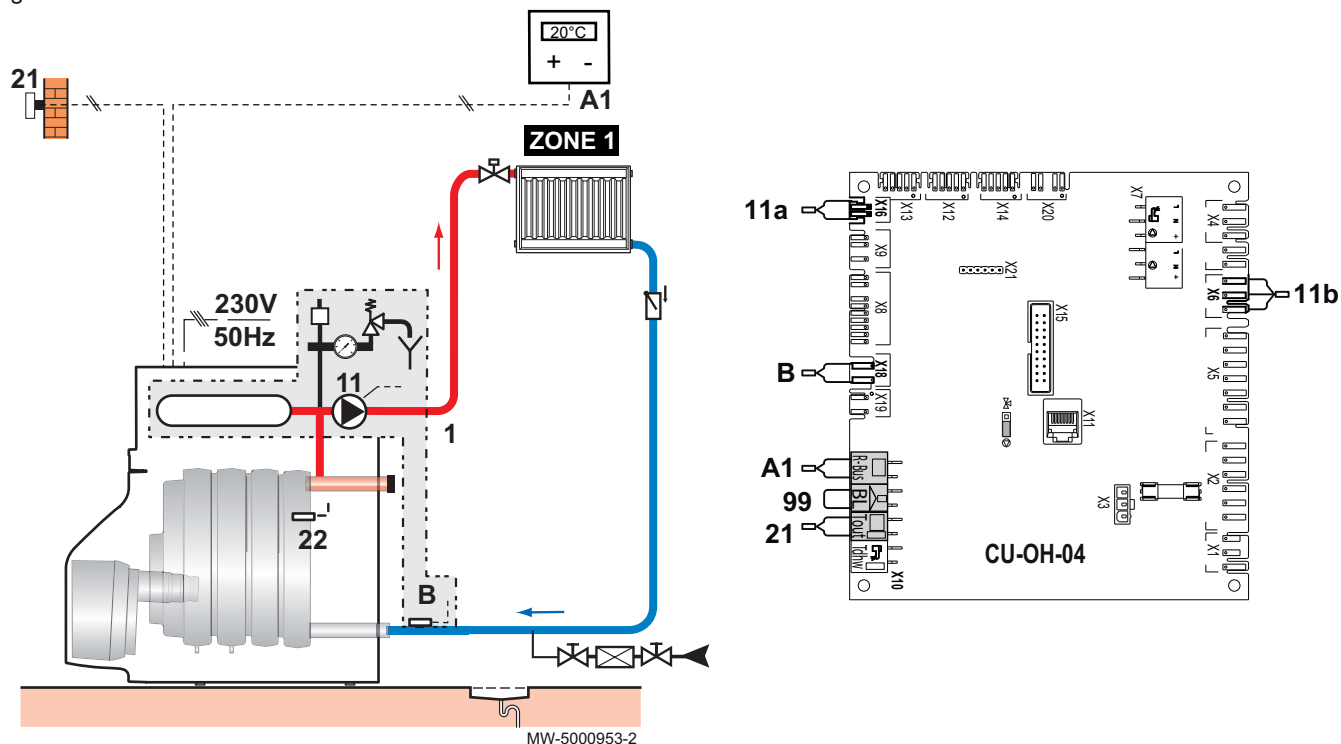 20°C
+ -
21
A1
ZONE 1
230V
50Hz
11
1
22
B
MW-5000953-2
11a
X16
X13
X12
X14
X20
X7
L
N
L
N
X4
X9
X21
X6
11b
X8
X15
B
X18
X19
X5
X11
A1
R-Bus
99
BL
21
Tout
Tdhw
X10
X2
X3
X1
CU-OH-04